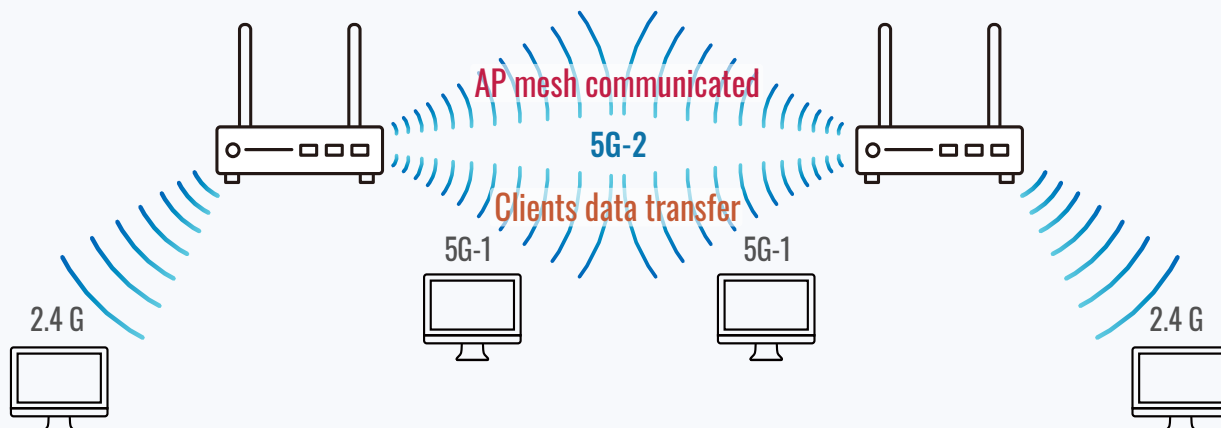 AP mesh communicated
5G-2
Clients data transfer
5G-1
5G-1
2.4 G
2.4 G